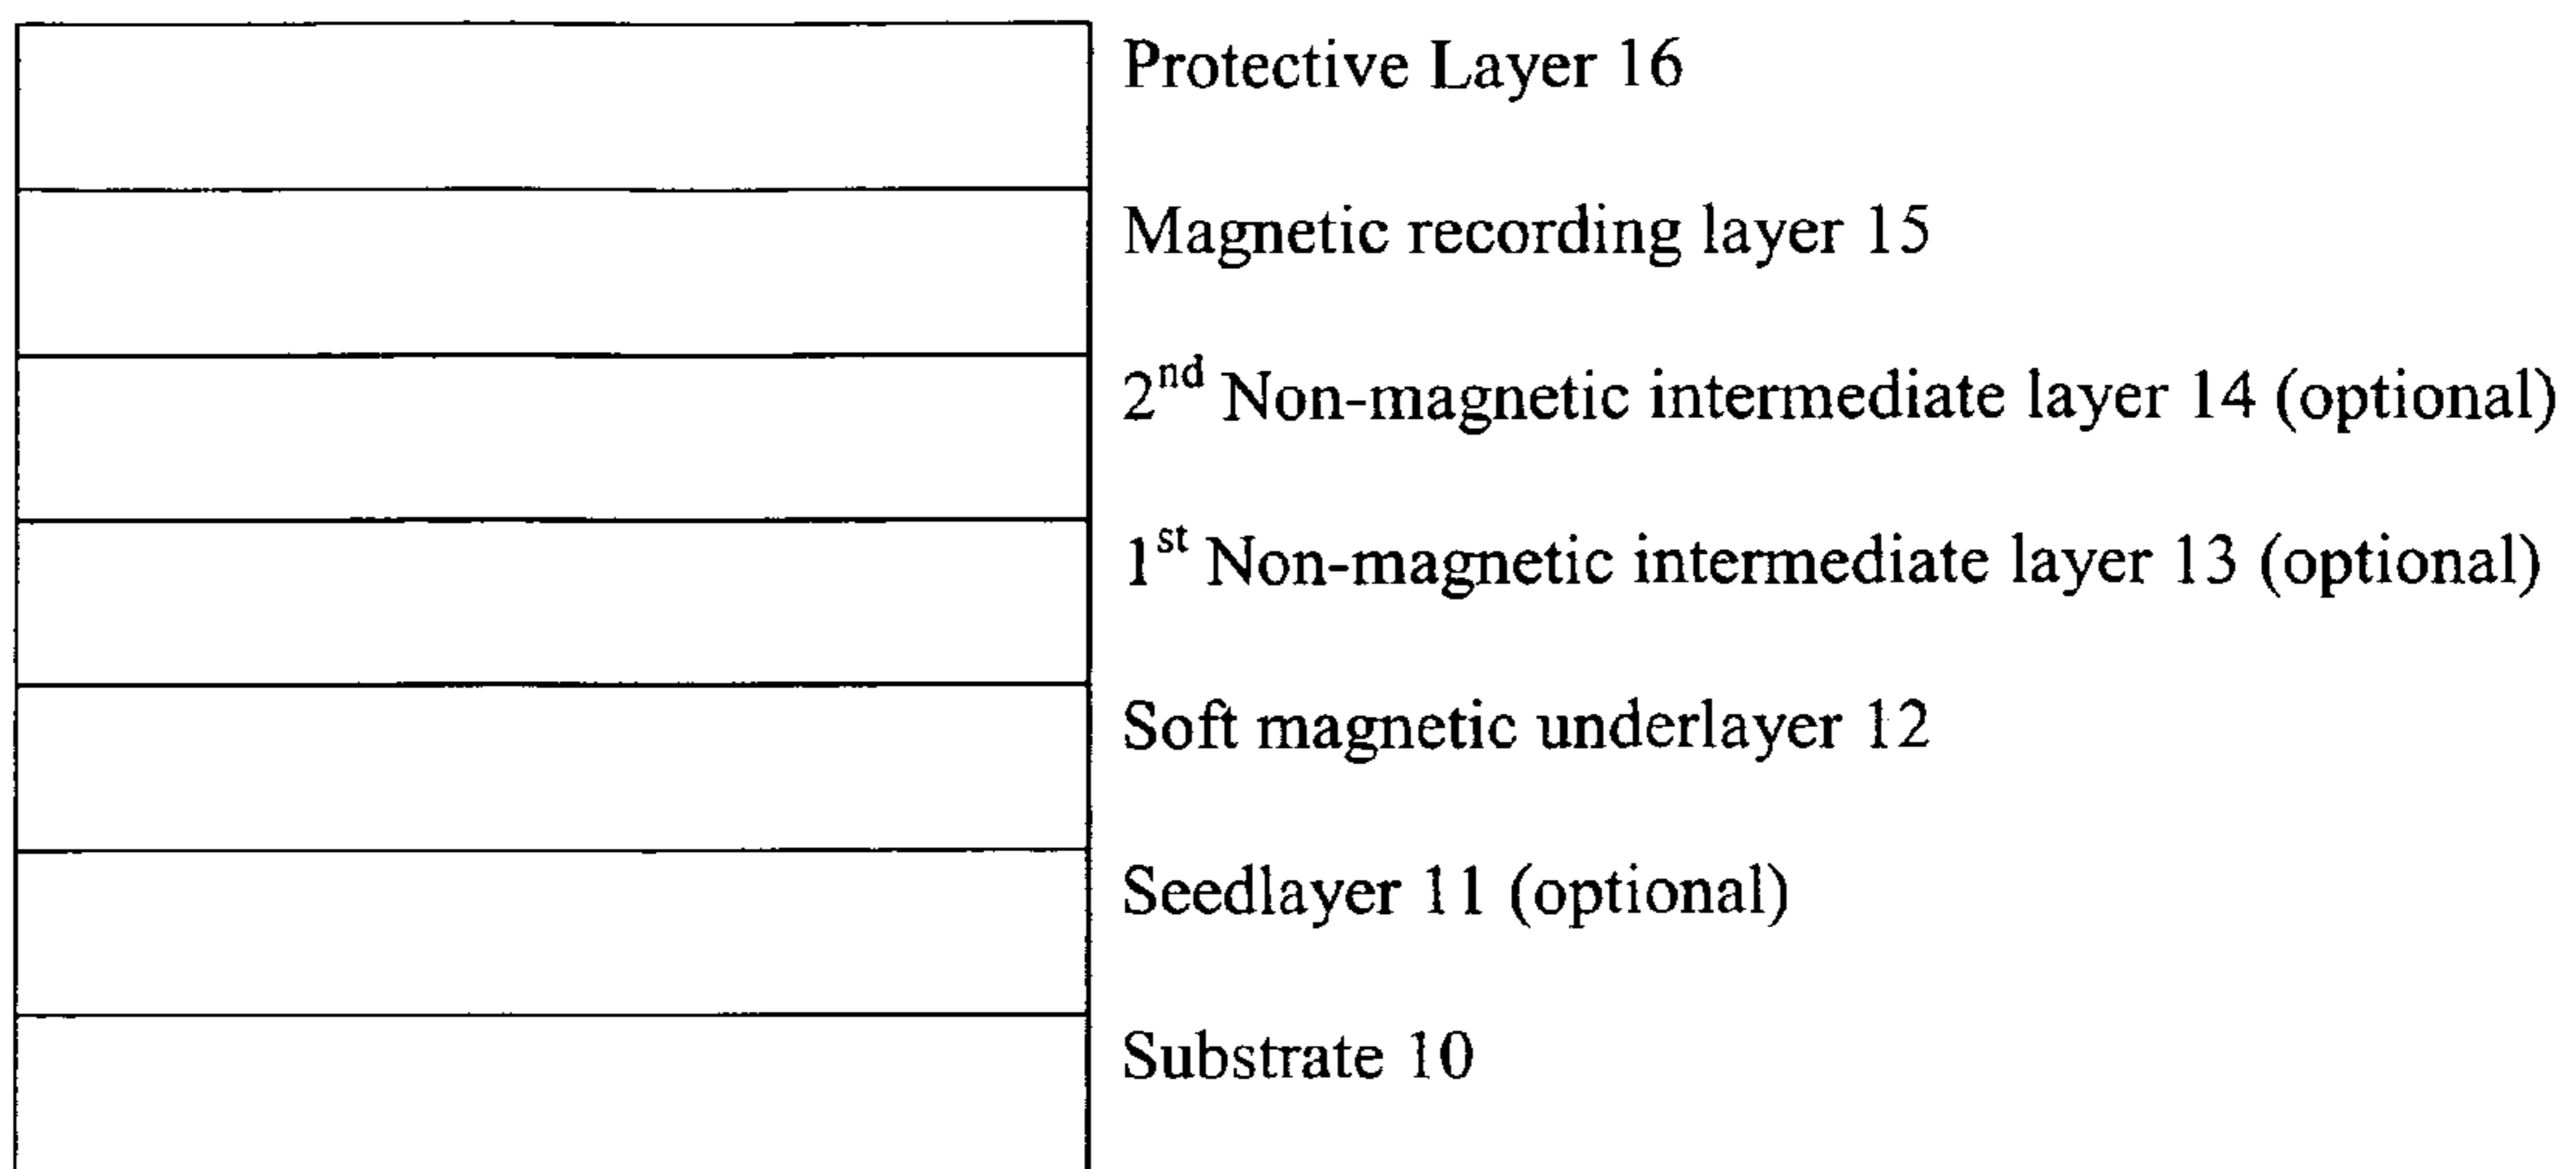 Protective Layer 16
Magnetic recording layer 15
2nd Non-magnetic intermediate layer 14 (optional)
1st Non-magnetic intermediate layer 13 (optional)
Soft magnetic underlayer 12
Seedlayer 11 (optional)
Substrate 10